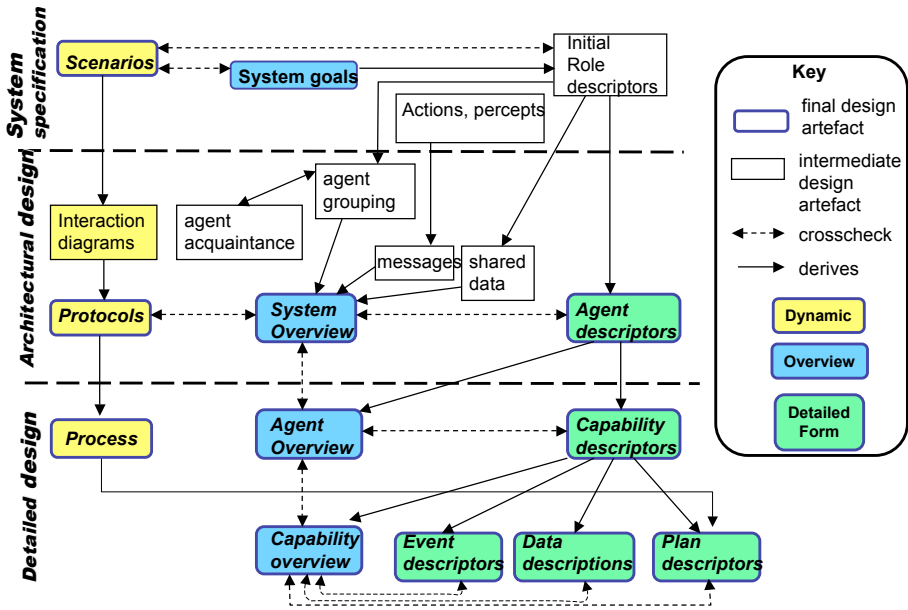 System
specification
Scenarios
System goals
Initial
Role
descriptors
Actions, percepts
Architectural design
agent
grouping
agent
acquaintance
Interaction
diagrams
messages
shared
data
Protocols
System
Overview
Agent
descriptors
Detailed design
Process
Agent
Overview
Capability
descriptors
Capability
overview
Event
descriptors
Data
descriptions
Plan
descriptors
Key
final design
artefact
intermediate
design
artefact
crosscheck
derives
Dynamic
Overview
Detailed
Form